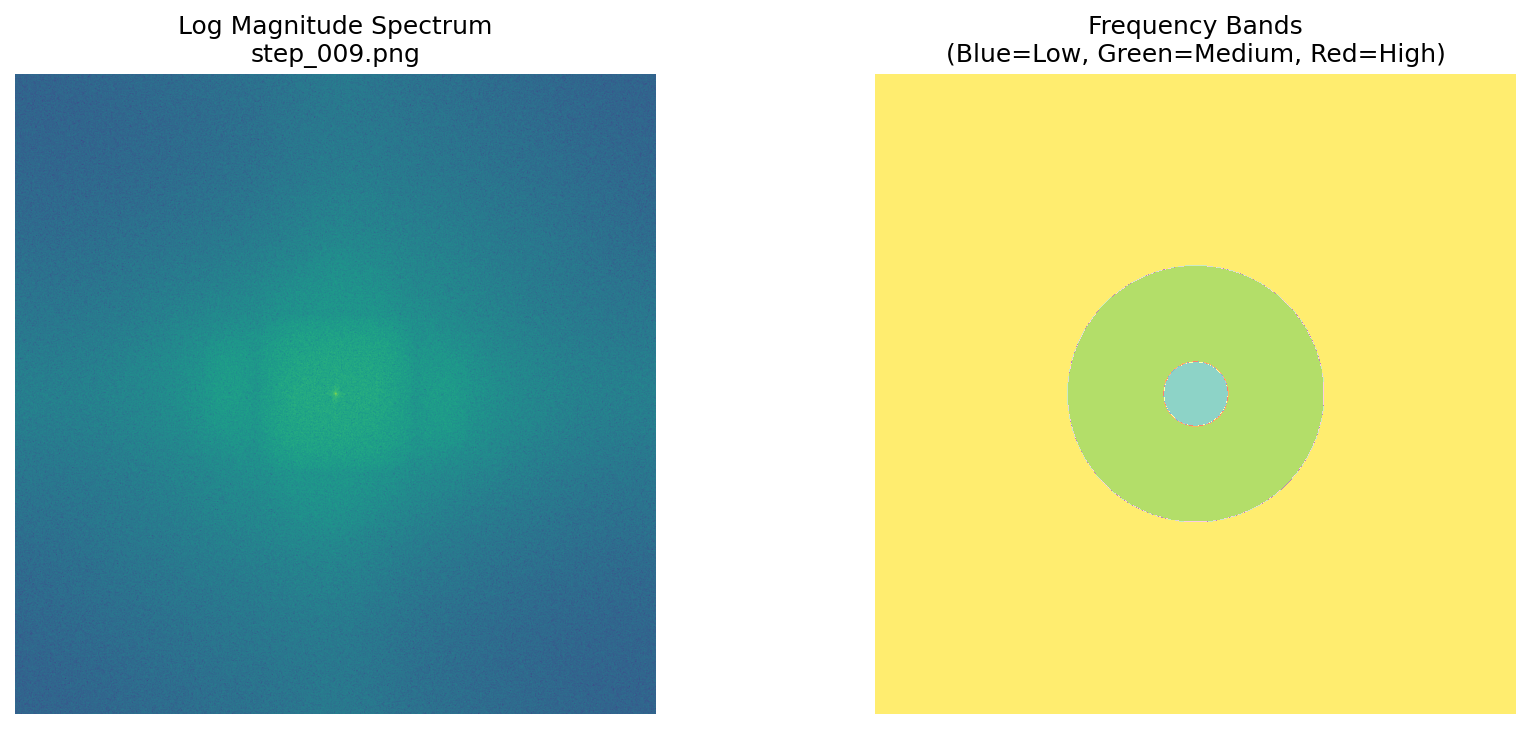 Log Magnitude Spectrum
step_009.png
Frequency Bands
(Blue=Low, Green=Medium, Red=High)